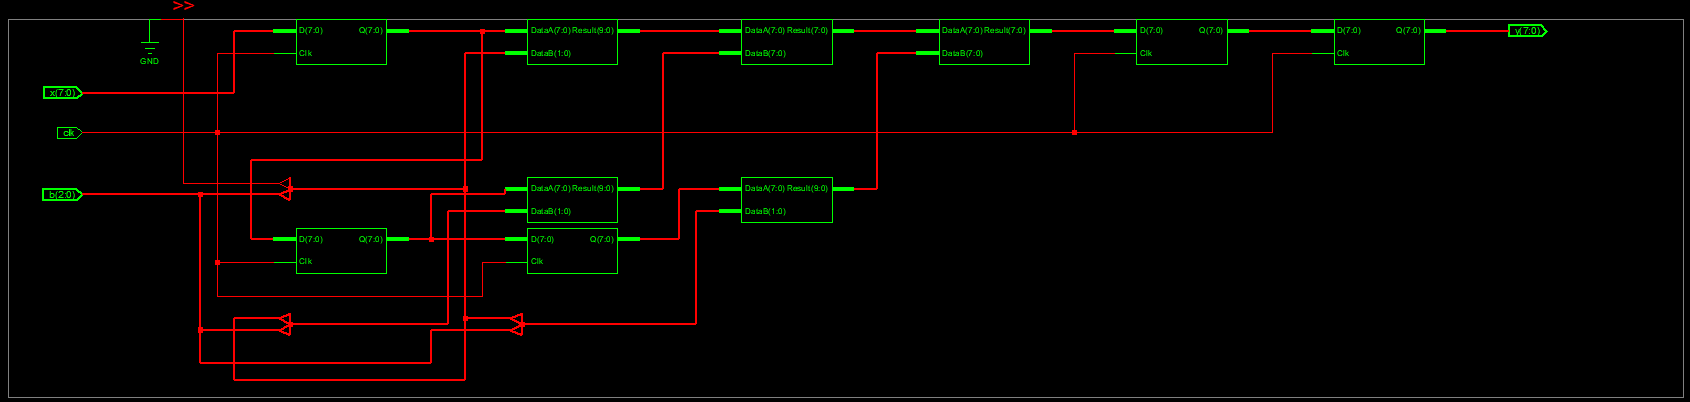 >>
D(7:0) Q(7:0)
Clk
DataA(7:0) Result(9:0)
DataB(1:0)
DataA(7:0) Result(7:0)
DataB(7:0)
DataA(7:0) Result(7:0)
DataB(7:0)
D(7:0) Q(7:0)
Clk
D(7:0) Q(7:0)
Clk
y(7:0)
GND
x(7:0)
clk
b(2:0)
DataA(7:0) Result(9:0)
DataB(1:0)
DataA(7:0) Result(9:0)
DataB(1:0)
D(7:0) Q(7:0)
Clk
D(7:0) Q(7:0)
Clk